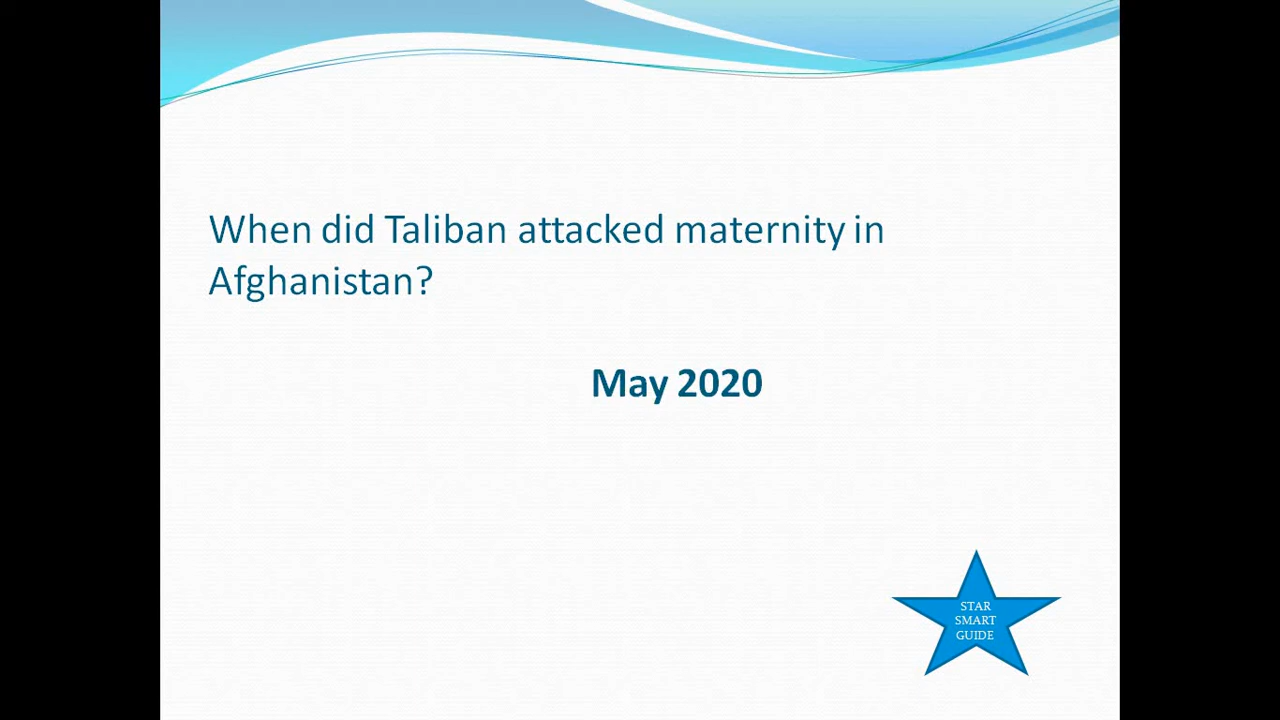 When did Taliban attacked maternity in
Afghanistan?
May 2020
STAR
SMART
GUIDE